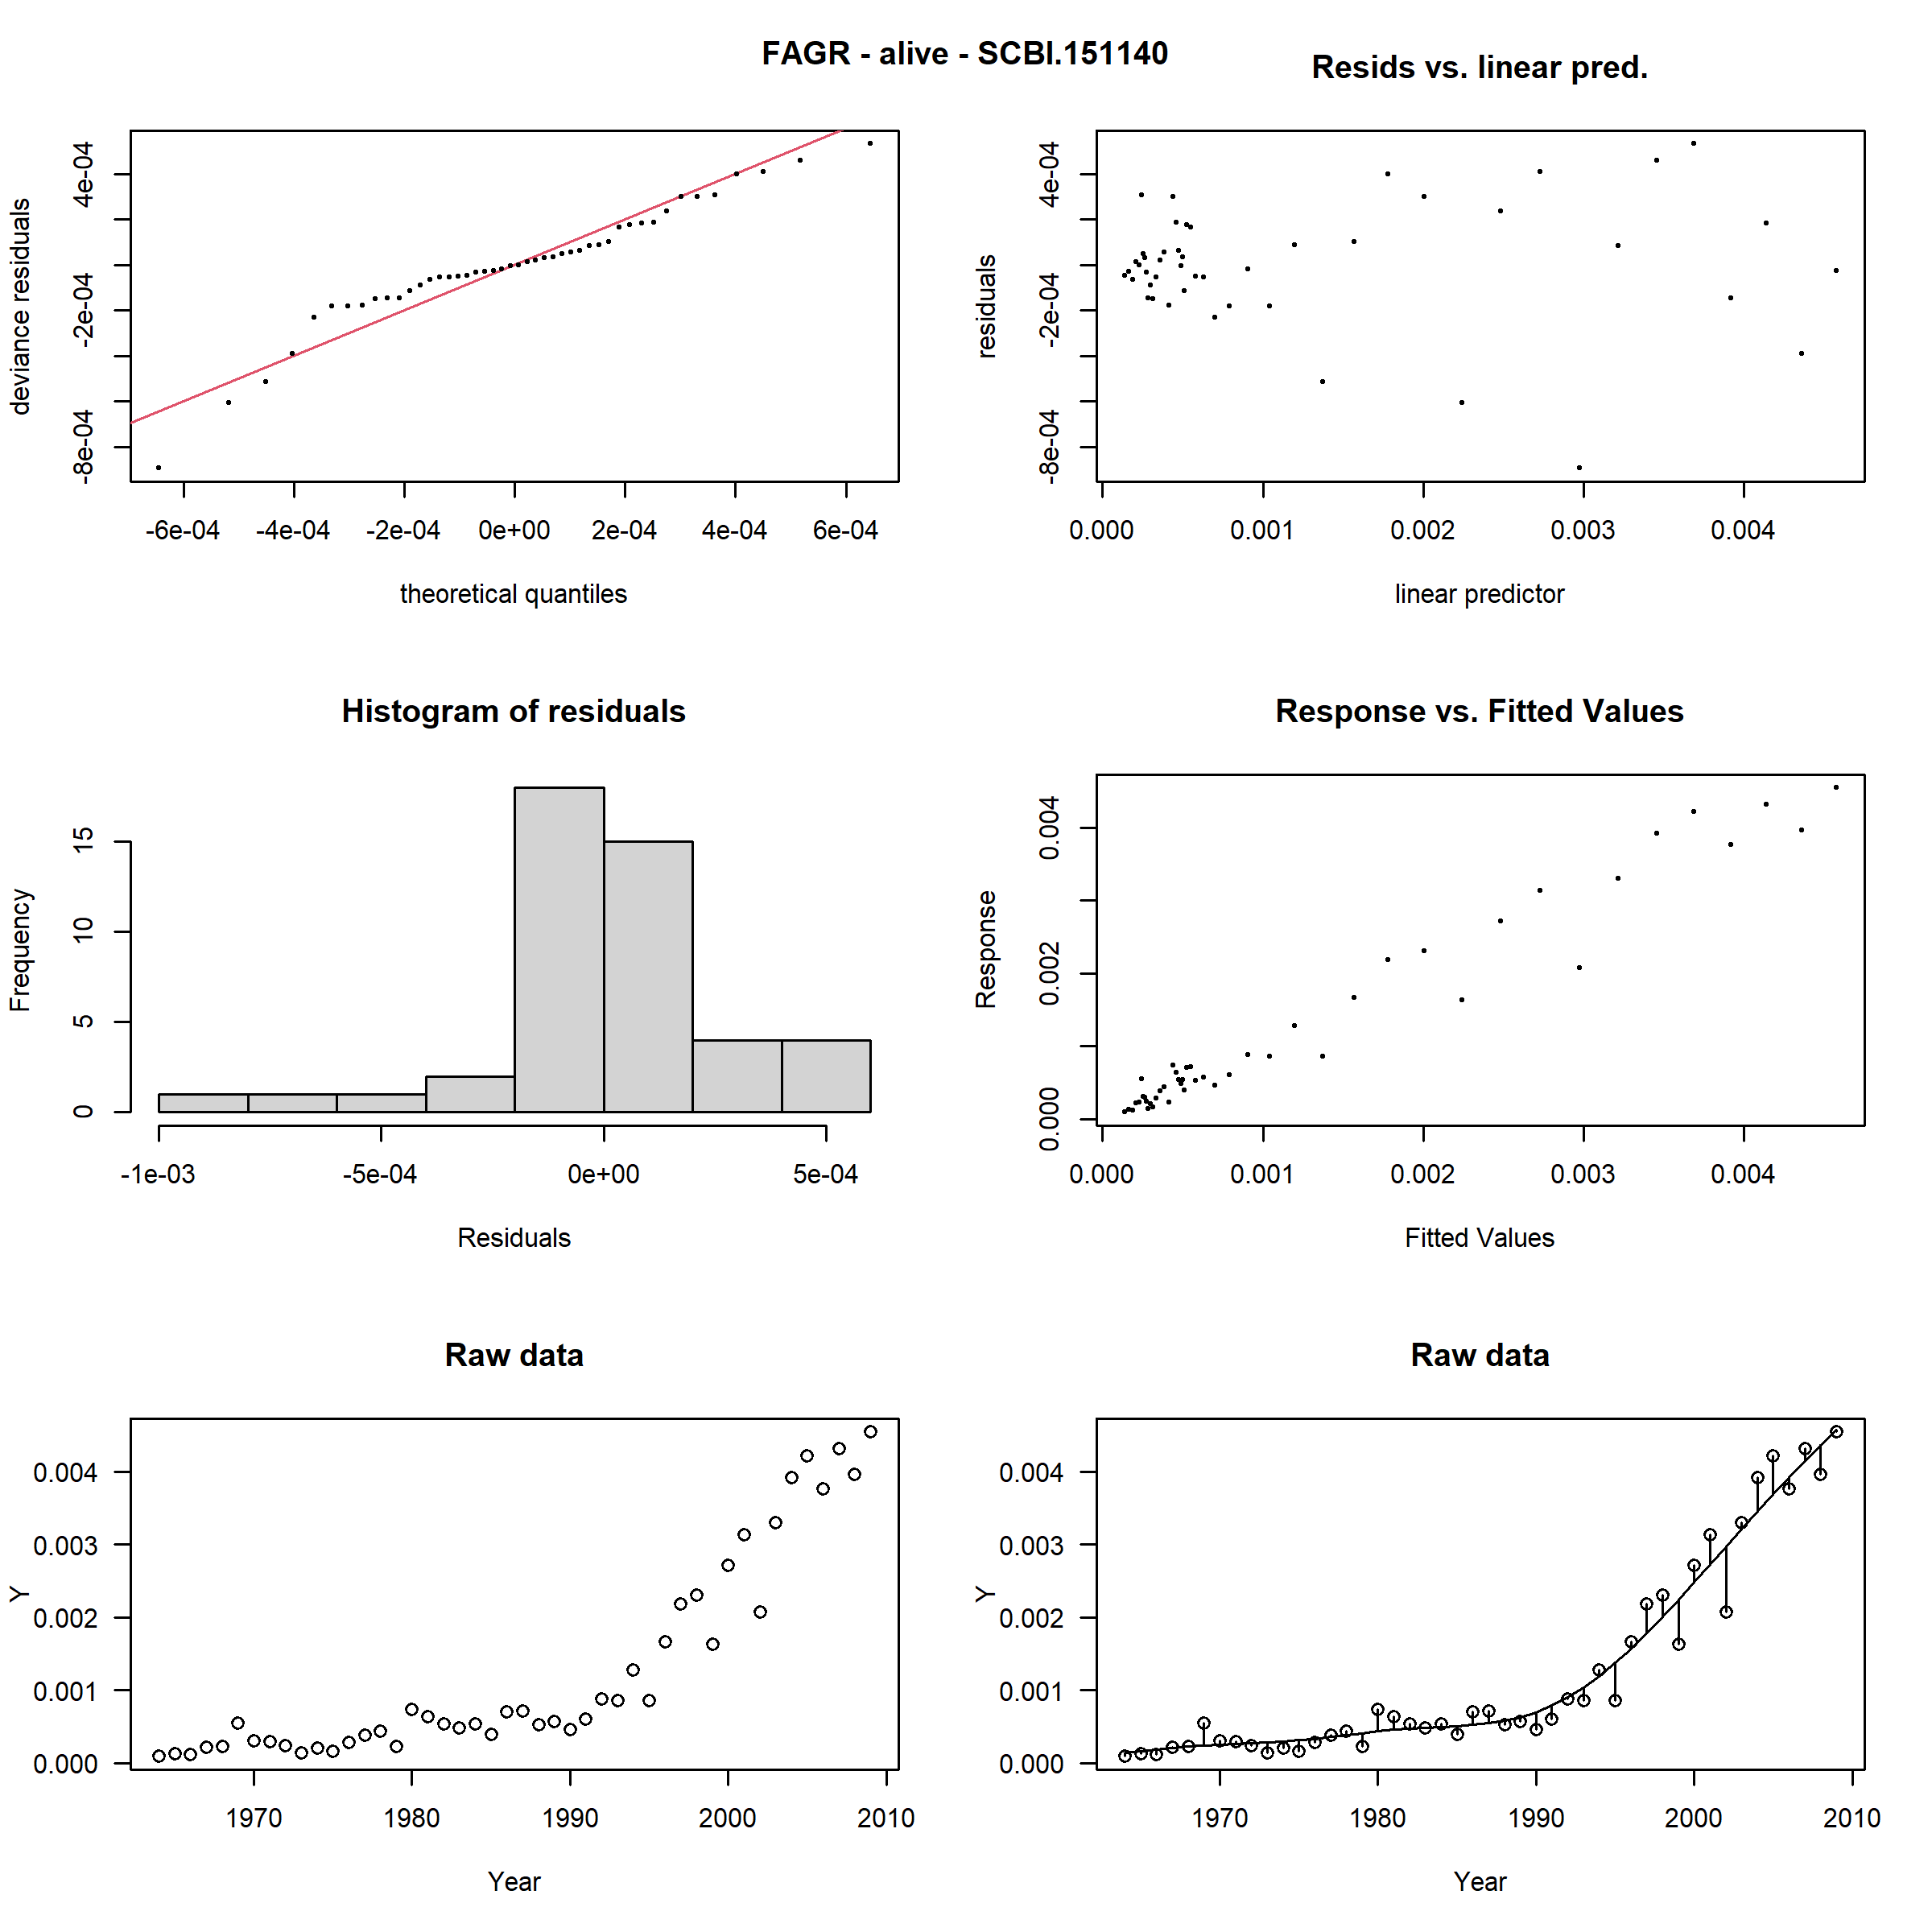 FAGR - alive - SCBI.151140
Resids vs. linear pred.
deviance residuals
-8e-04 -2e-04 4e-04
-6e-04 -4e-04 -2e-04 0e+00 2e-04 4e-04 6e-04
theoretical quantiles
residuals
-8e-04 -2e-04 4e-04
0.000 0.001 0.002 0.003 0.004
linear predictor
Histogram of residuals
Frequency
0 5 10 15
-1e-03 -5e-04 0e+00 5e-04
Residuals
Response vs. Fitted Values
Response
0.000 0.002 0.004
0.000 0.001 0.002 0.003 0.004
Fitted Values
Raw data
Y
0.004
0.003
0.002
0.001
0.000
1970 1980 1990 2000 2010
Year
Raw data
Y
0.004
0.003
0.002
0.001
0.000
1970 1980 1990 2000 2010
Year